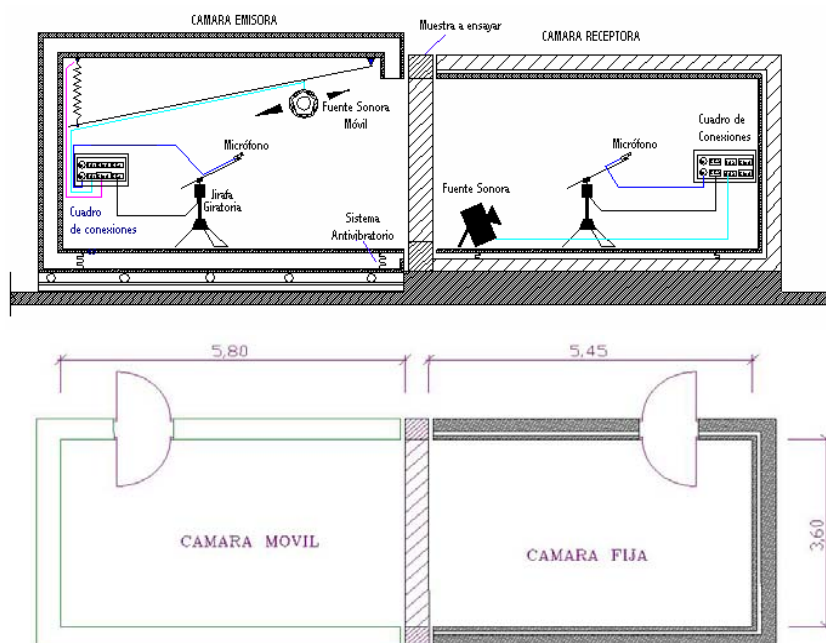 CAMARA EMISORA
Muestra a ensayar
CAMARA RECEPTORA
Fuente Sonora
Móvil
Micrófono
Jirafa
Giratoria
Cuadro
de conexiones
Sistema
Antivibratorio
Fuente Sonora
Micrófono
Cuadro de
Conexiones
5,80
5,45
CAMARA MOVIL
CAMARA FIJA
3,60